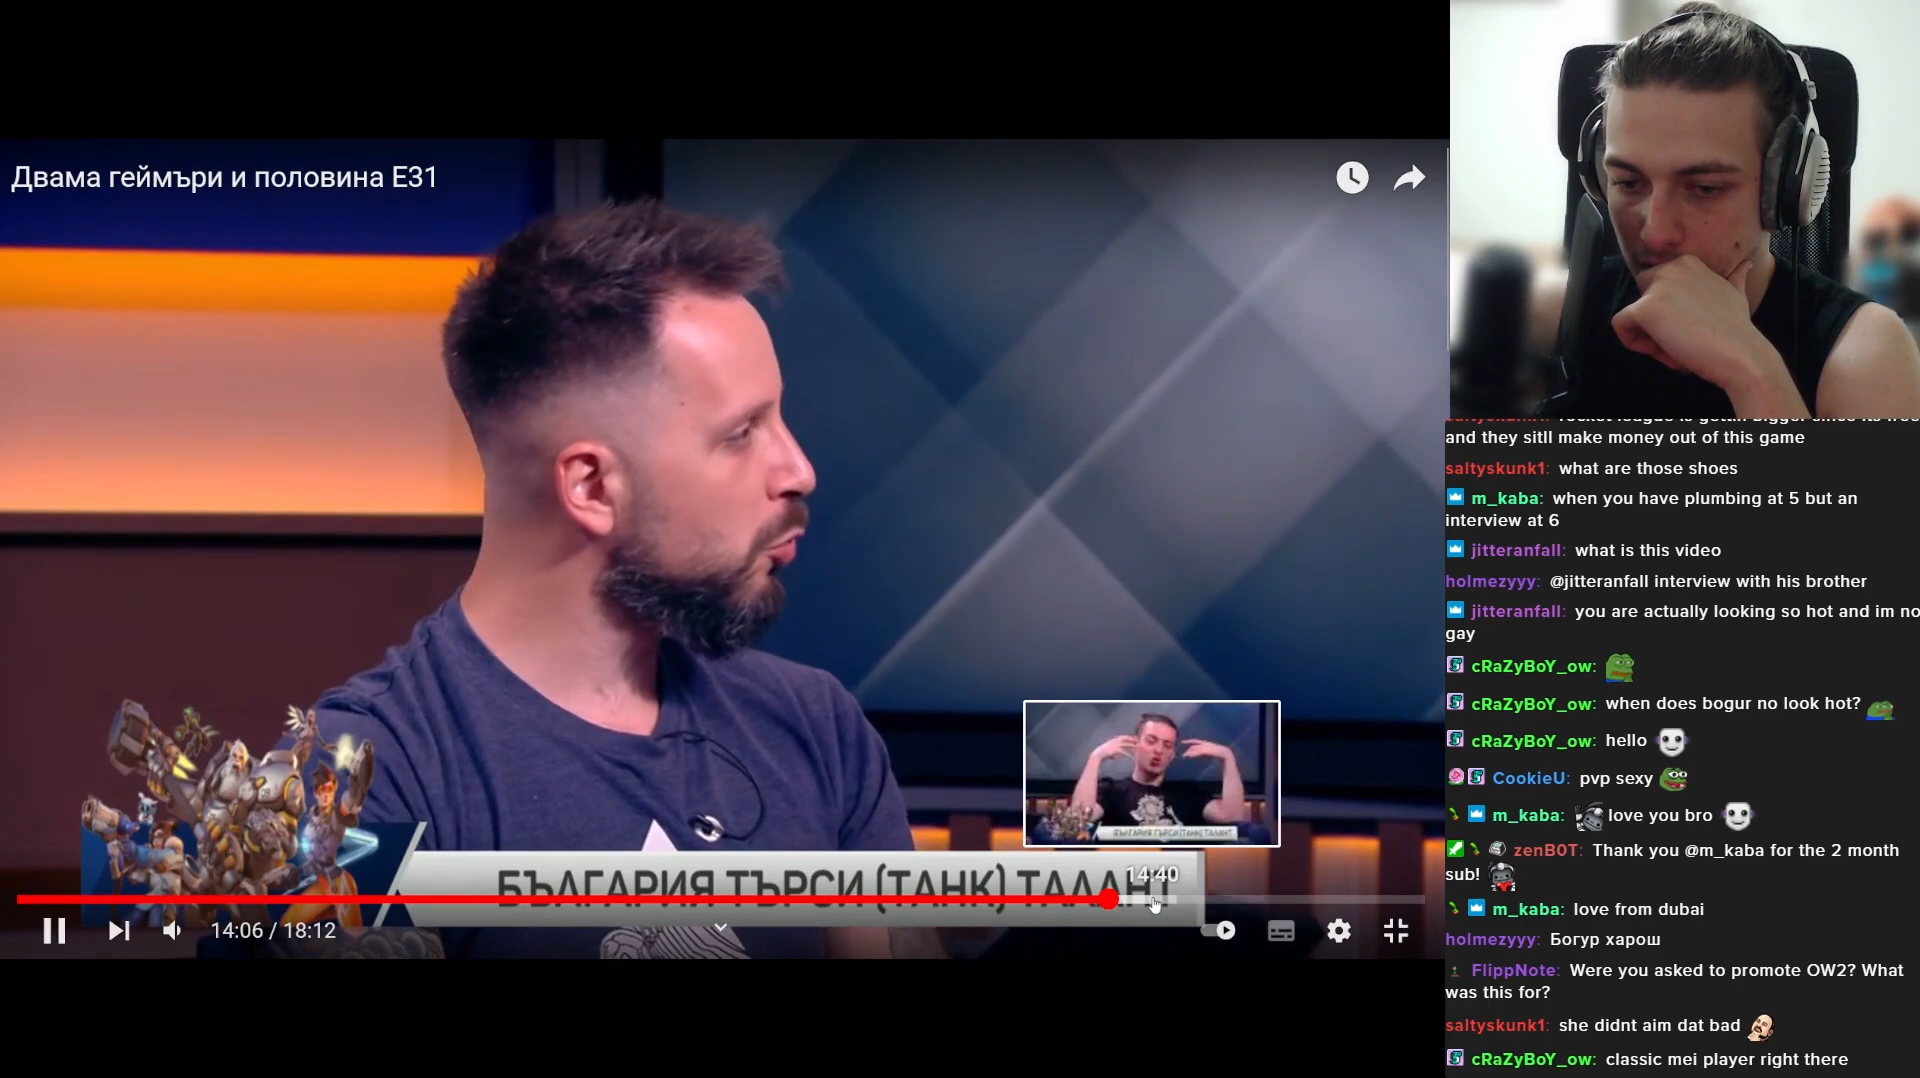 Двама геймъри и половина Е31
and they sitll make money out of this game
saltyskunk1: what are those shoes
m_kaba: when you have plumbing at 5 but an
interview at 6
jitteranfall: what is this video
holmezyyy: @jitteranfall interview with his brother
jitteranfall: you are actually looking so hot and im no
gay
cRaZyBoY_ow:
cRaZyBoY_ow: when does bogur no look hot?
cRaZyBoY_ow: hello
CookieU: pvp sexy
m_kaba: love you bro
zenB0T: Thank you @m_kaba for the 2 month
sub!
m_kaba: love from dubai
holmezyyy: Богур харош
FlippNote: Were you asked to promote OW2? What
was this for?
saltyskunk1: she didnt aim dat bad
cRaZyBoY_ow: classic mei player right there
БЪЛГАРИЯ ТЪРСИ (ТАНК) ТАЛАНТ
14:40
БЪЛГАРИЯ ТЪРСИ (ТАНК) ТАЛАНТ
14:06 / 18:12